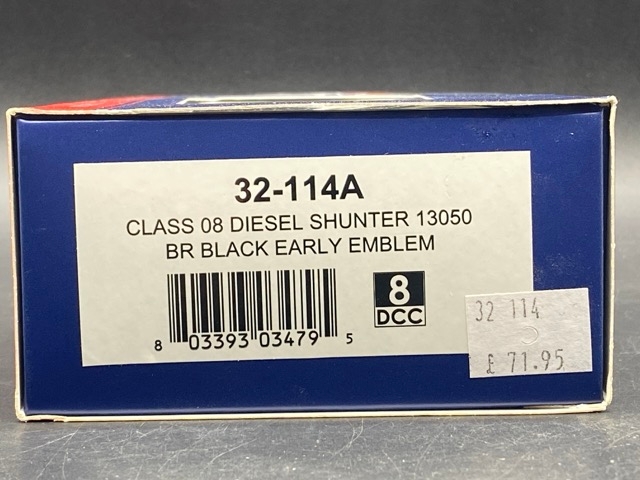 32-114A
CLASS 08 DIESEL SHUNTER 13050
BR BLACK EARLY EMBLEM
8 03393 03479 5
8
DCC
32 114
£ 71.95